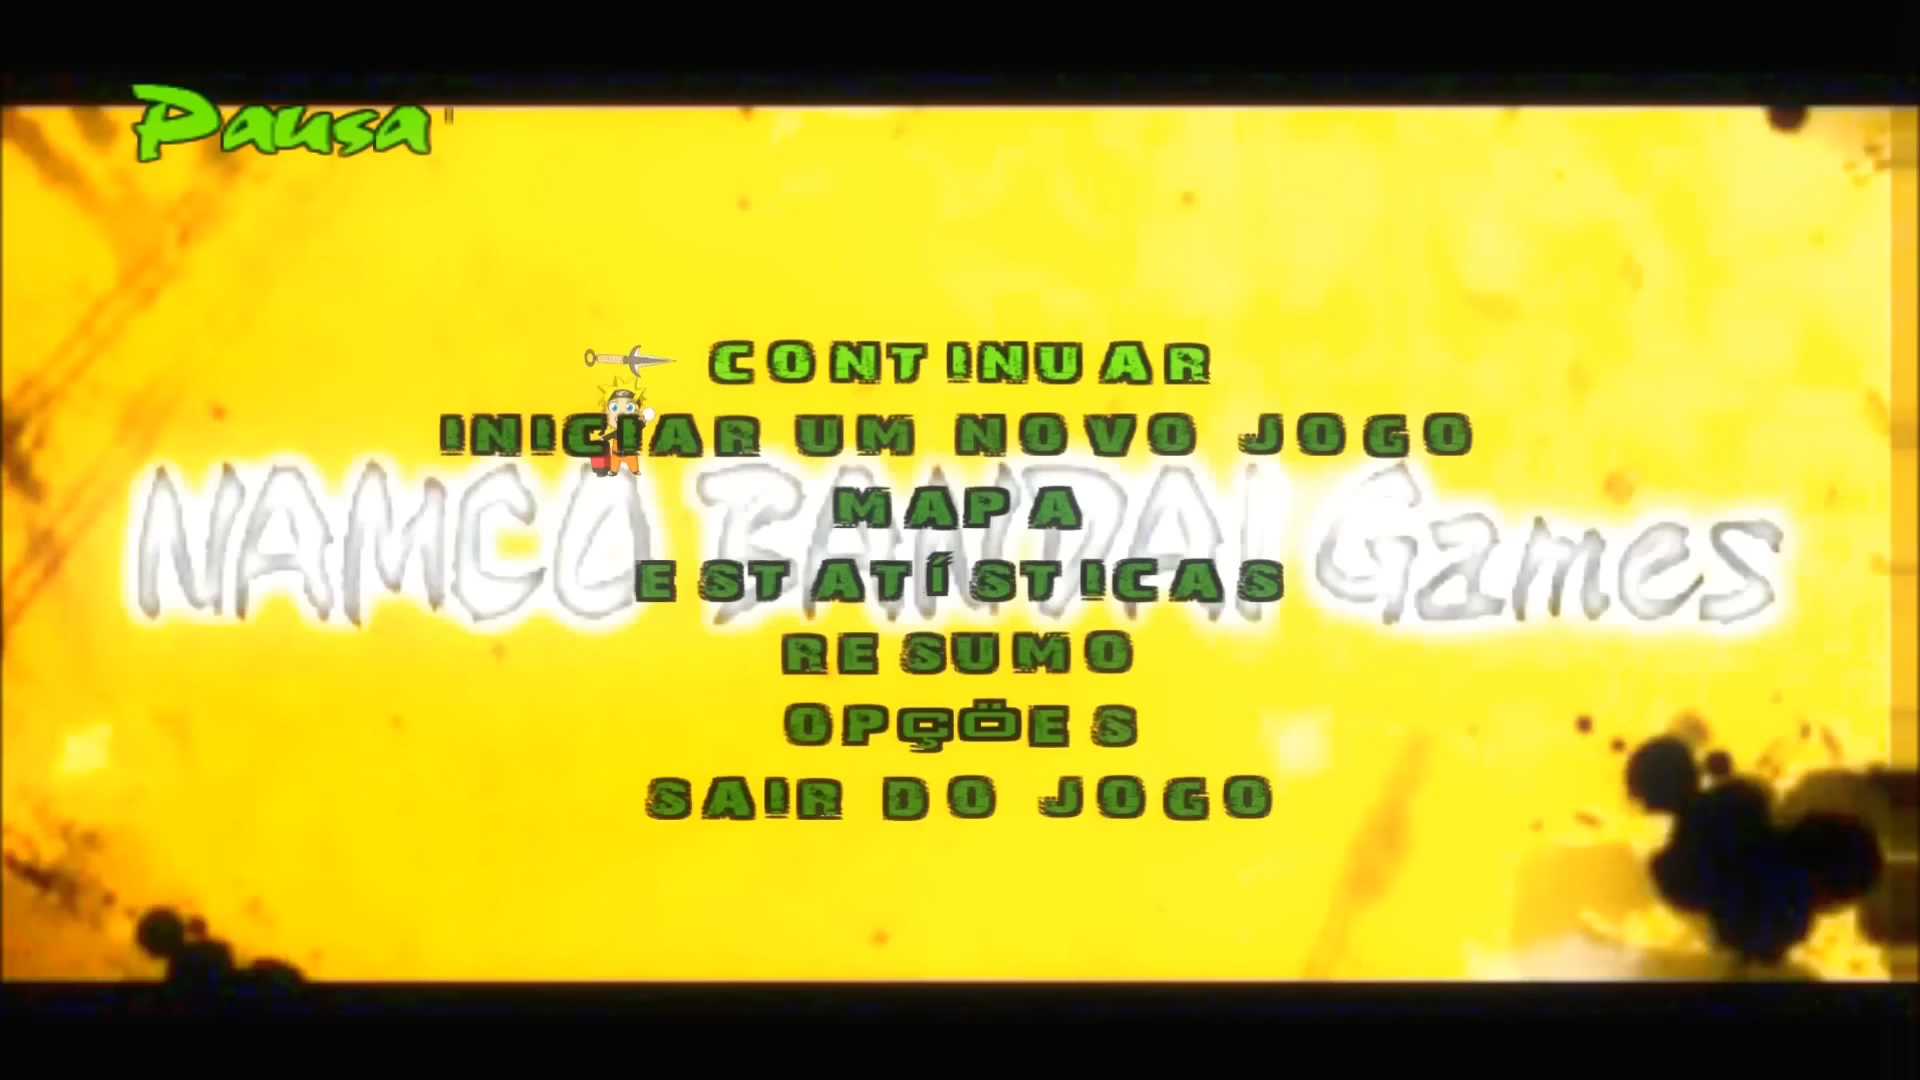 Pausa
CONTINUAR
INICIAR UM NOVO JOGO
MAPA
NAMCO BANDAI Games
ESTATÍSTICAS
RESUMO
OPÇÕES
SAIR DO JOGO